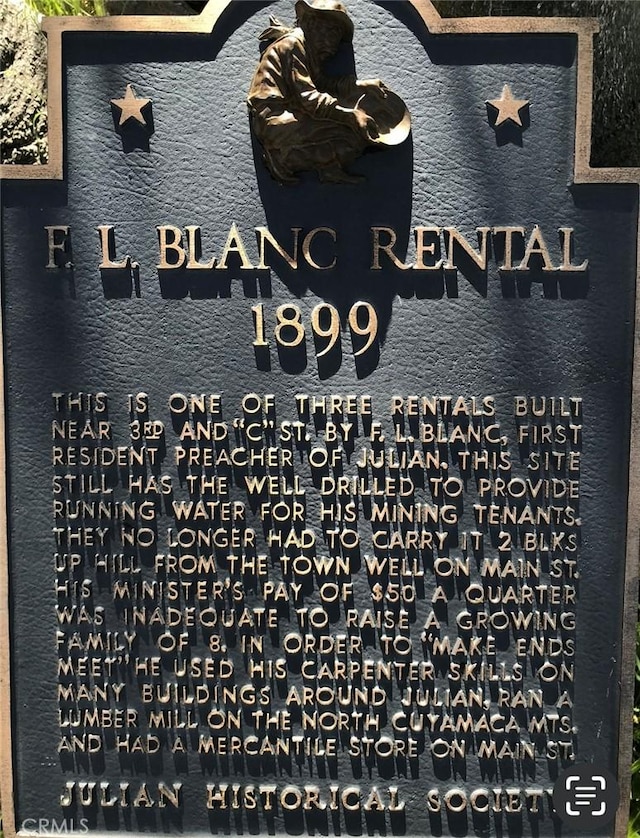 F. L. BLANC RENTAL
1899
THIS IS ONE OF THREE RENTALS BUILT
NEAR 3RD AND "C" ST. BY F. L. BLANC, FIRST
RESIDENT PREACHER OF JULIAN. THIS SITE
STILL HAS THE WELL DRILLED TO PROVIDE
RUNNING WATER FOR HIS MINING TENANTS.
THEY NO LONGER HAD TO CARRY IT 2 BLKS
UP HILL FROM THE TOWN WELL ON MAIN ST.
HIS MINISTER'S PAY OF $50 A QUARTER
WAS INADEQUATE TO RAISE A GROWING
FAMILY OF 8. IN ORDER TO "MAKE ENDS
MEET" HE USED HIS CARPENTER SKILLS ON
MANY BUILDINGS AROUND JULIAN, RAN A
LUMBER MILL ON THE NORTH CUYAMACA MTS.
AND HAD A MERCANTILE STORE ON MAIN ST.
JULIAN HISTORICAL SOCIETY
CRMLS